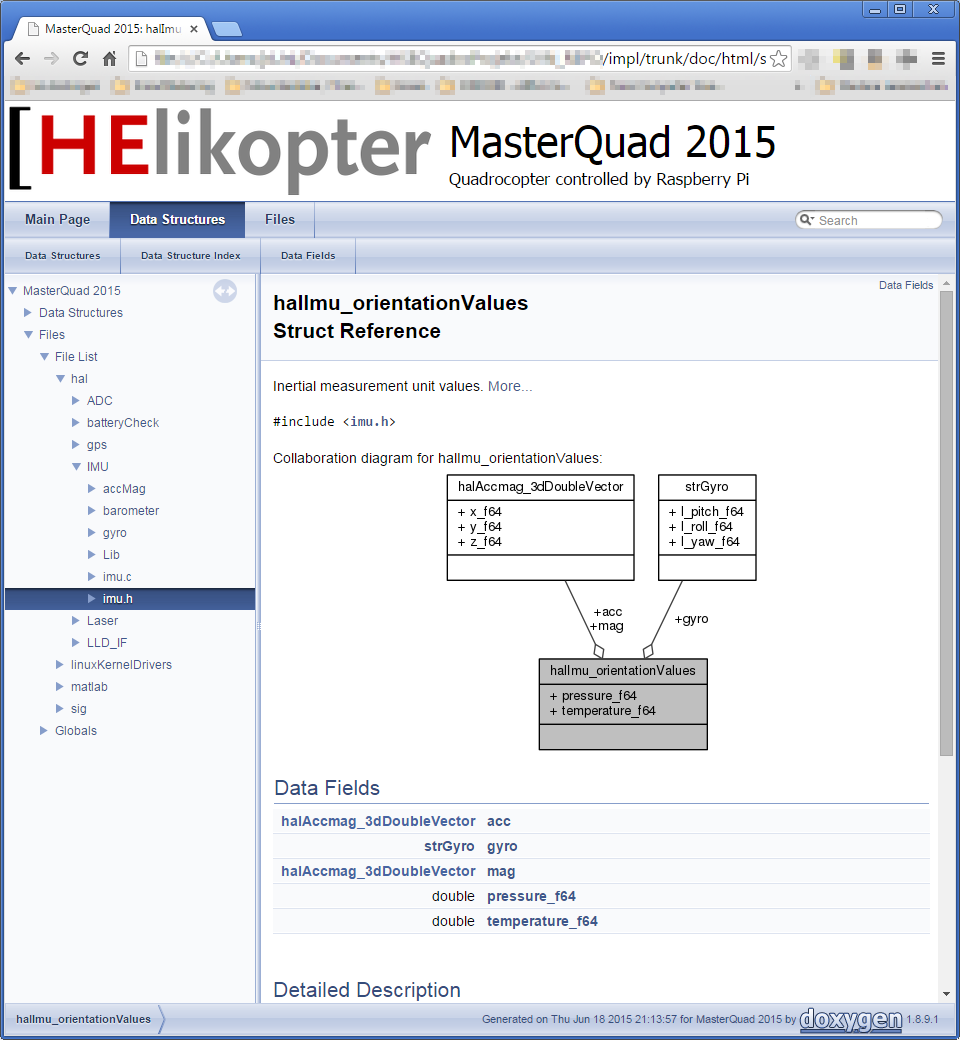 MasterQuad 2015: halImu
/impl/trunk/doc/html/s
[HElikopter
MasterQuad 2015
Quadrocopter controlled by Raspberry Pi
Main Page
Data Structures
Files
Search
Data Structures
Data Structure Index
Data Fields
MasterQuad 2015
Data Structures
Files
File List
hal
ADC
batteryCheck
gps
IMU
accMag
barometer
gyro
Lib
imu.c
imu.h
Laser
LLD_IF
linuxKernelDrivers
matlab
sig
Globals
Data Fields
halImu_orientationValues
Struct Reference
Inertial measurement unit values. More...
#include <imu.h>
Collaboration diagram for halImu_orientationValues:
halAccmag_3dDoubleVector
+ x_f64
+ y_f64
+ z_f64
strGyro
+ l_pitch_f64
+ l_roll_f64
+ l_yaw_f64
+acc
+mag
+gyro
halImu_orientationValues
+ pressure_f64
+ temperature_f64
Data Fields
halAccmag_3dDoubleVector acc
strGyro gyro
halAccmag_3dDoubleVector mag
double pressure_f64
double temperature_f64
Detailed Description
halImu_orientationValues
Generated on Thu Jun 18 2015 21:13:57 for MasterQuad 2015 by doxygen 1.8.9.1